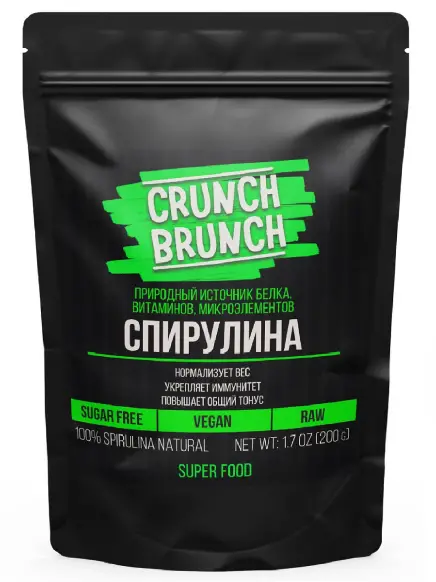 CRUNCH
BRUNCH
ПРИРОДНЫЙ ИСТОЧНИК БЕЛКА,
ВИТАМИНОВ, МИКРОЭЛЕМЕНТОВ
СПИРУЛИНА
НОРМАЛИЗУЕТ ВЕС
УКРЕПЛЯЕТ ИММУНИТЕТ
ПОВЫШАЕТ ОБЩИЙ ТОНУС
SUGAR FREE VEGAN RAW
100% SPIRULINA NATURAL NET WT: 1.7 OZ (200 г)
SUPER FOOD